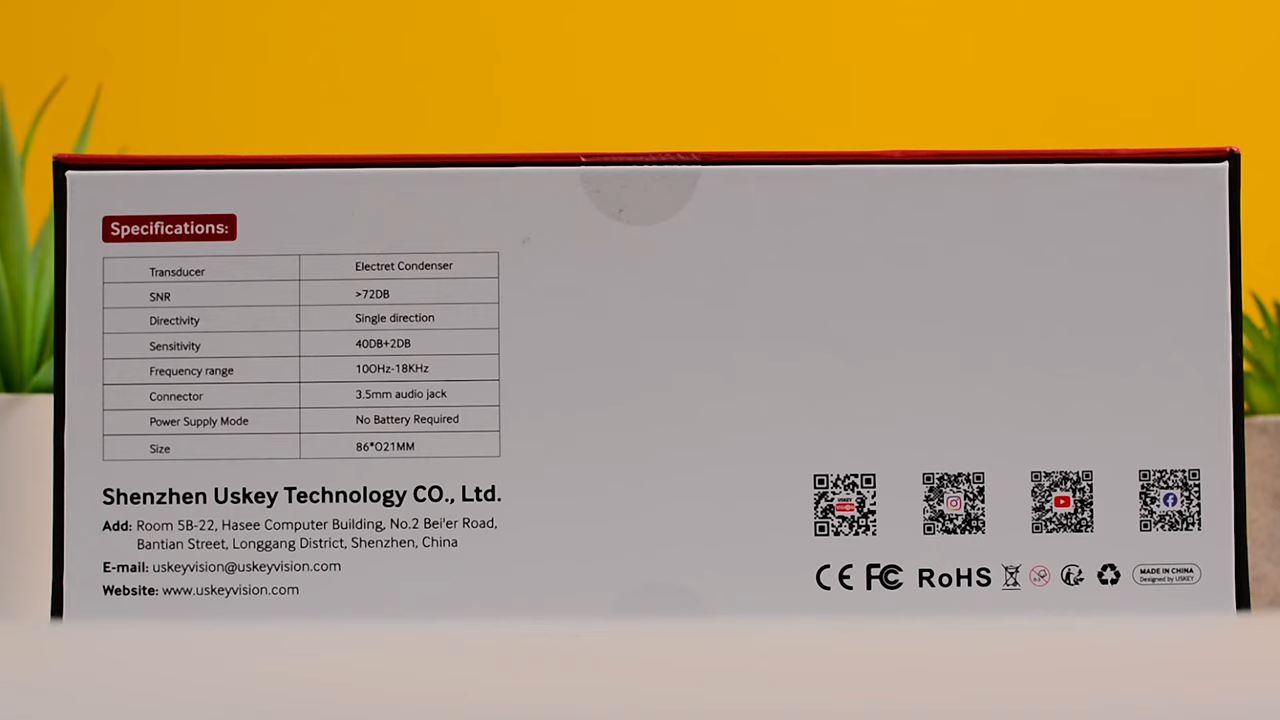 Specifications:
Transducer Electret Condenser
SNR >72DB
Directivity Single direction
Sensitivity 40DB+2DB
Frequency range 100Hz-18KHz
Connector 3.5mm audio jack
Power Supply Mode No Battery Required
Size 86*O21MM
Shenzhen Uskey Technology CO., Ltd.
Add: Room 5B-22, Hasee Computer Building, No.2 Bei'er Road,
Bantian Street, Longgang District, Shenzhen, China
E-mail: uskeyvision@uskeyvision.com
Website: www.uskeyvision.com
USKEY
CE FC RoHS 0-3 MADE IN CHINA
Designed by USKEY